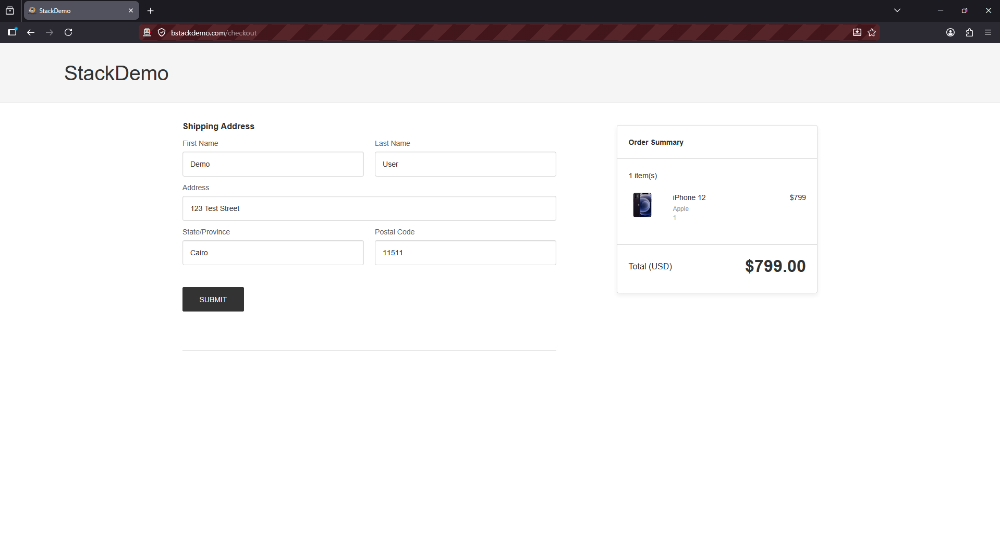 StackDemo
bstackdemo.com/checkout
StackDemo
Shipping Address
First Name
Last Name
Demo
User
Address
123 Test Street
State/Province
Postal Code
Cairo
11511
SUBMIT
Order Summary
1 item(s)
iPhone 12
$799
Apple
1
Total (USD)
$799.00